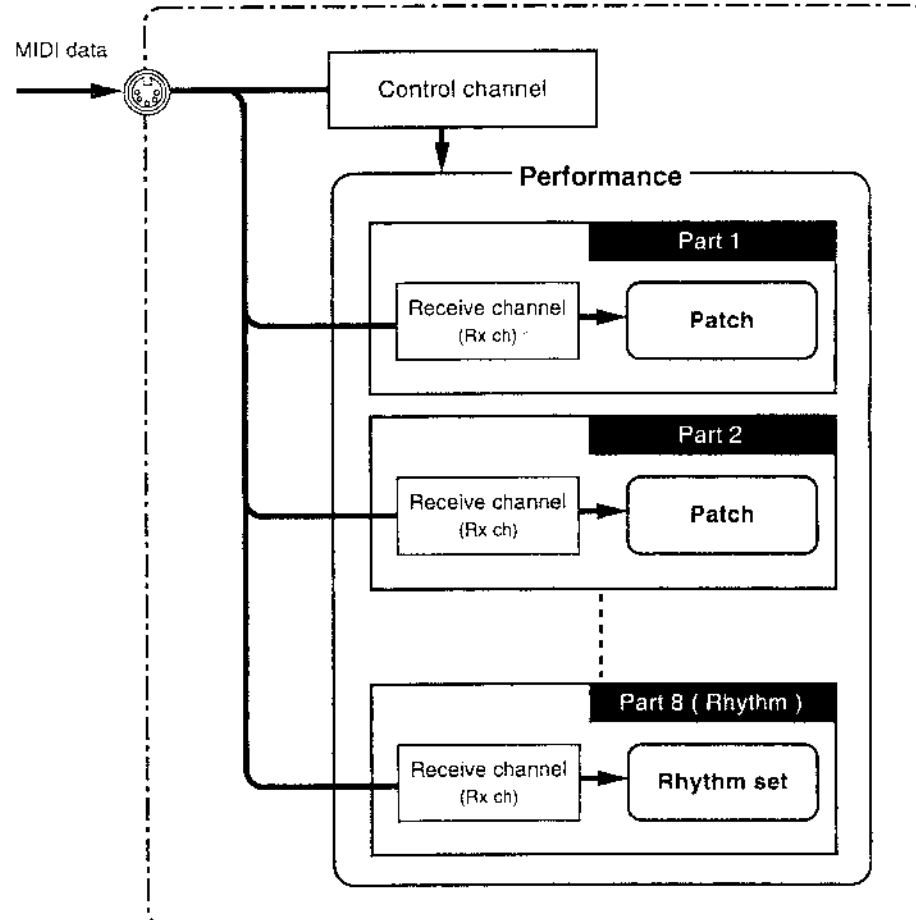 MIDI data
Control channel
Performance
Part 1
Receive channel
(Rx ch)
Patch
Part 2
Receive channel
(Rx ch)
Patch
Part 8 ( Rhythm )
Receive channel
(Rx ch)
Rhythm set